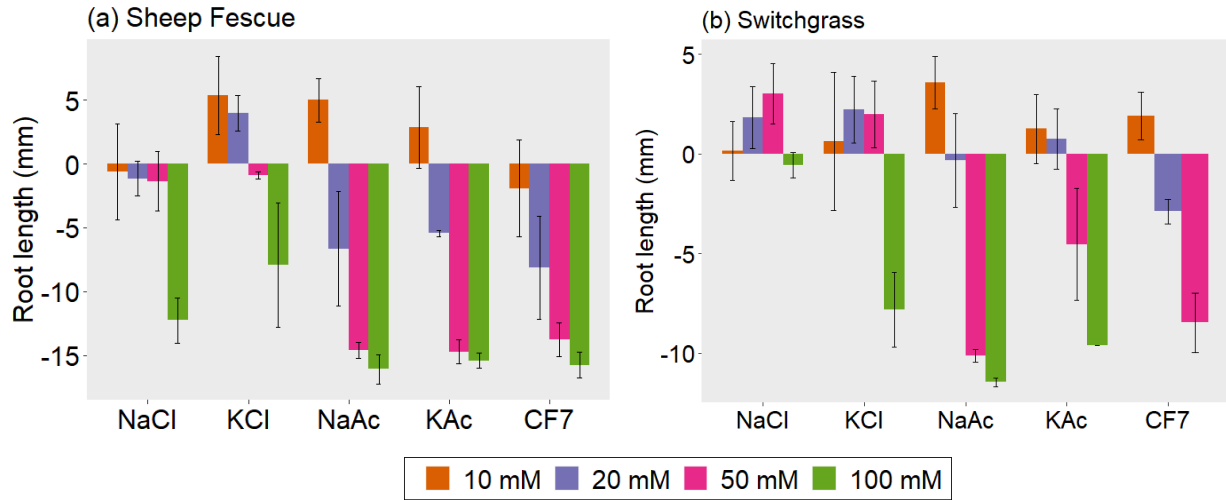 (a) Sheep Fescue
(b) Switchgrass
Root length (mm)
5
0
-5
-10
-15
NaCl
KCl
NaAc
KAc
CF7
Root length (mm)
5
0
-5
-10
NaCl
KCl
NaAc
KAc
CF7
10 mM 20 mM 50 mM 100 mM